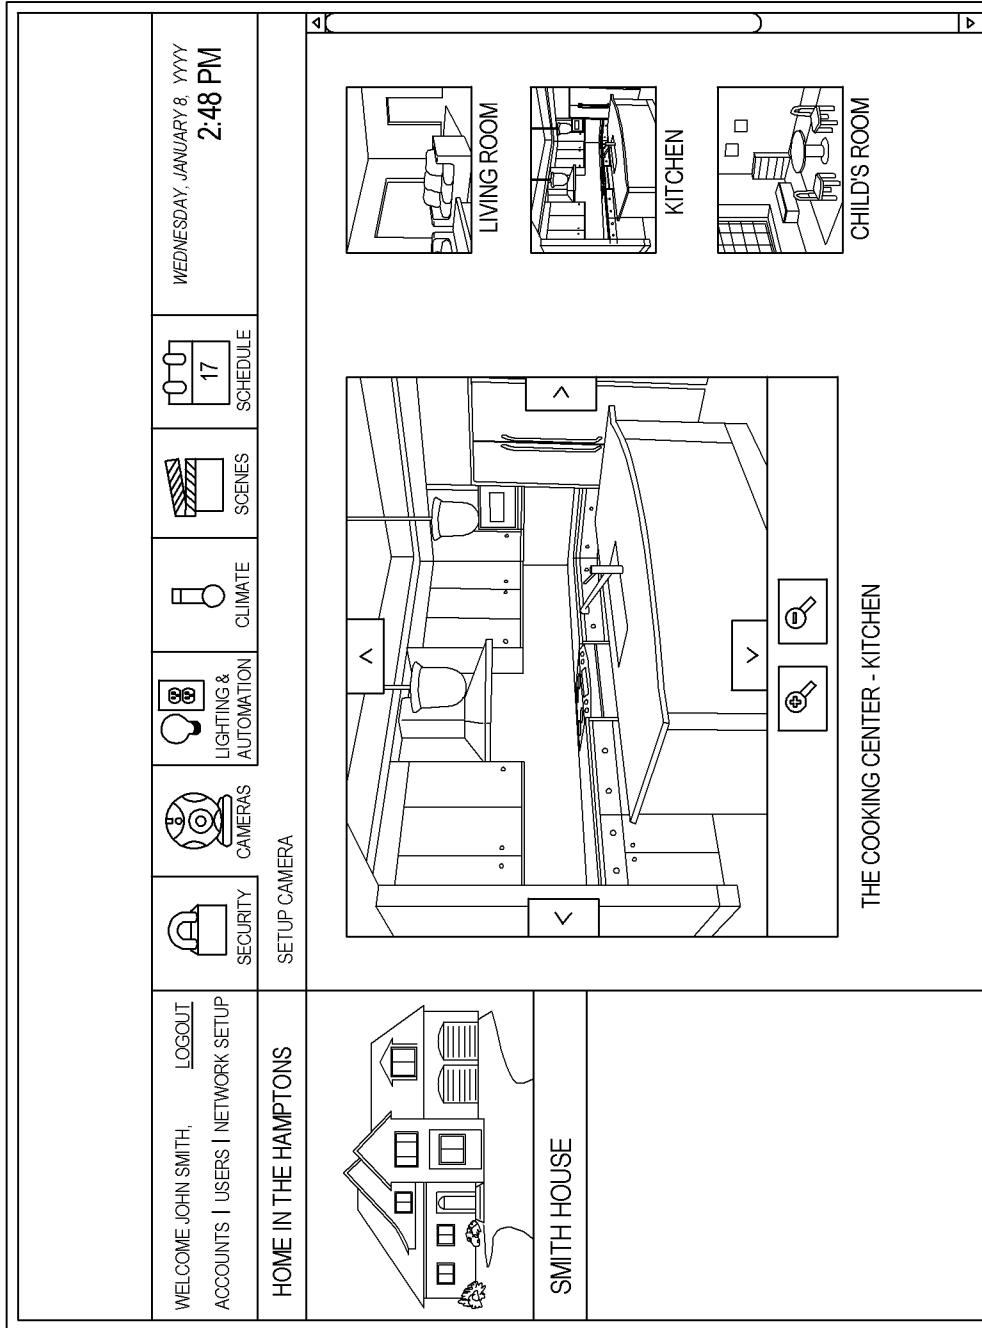 WELCOME JOHN SMITH, LOGOUT
ACCOUNTS | USERS | NETWORK SETUP
SECURITY
CAMERAS
LIGHTING &
AUTOMATION
CLIMATE
SCENES
17
SCHEDULE
WEDNESDAY, JANUARY 8, YYYY
2:48 PM
HOME IN THE HAMPTONS
SETUP CAMERA
SMITH HOUSE
THE COOKING CENTER - KITCHEN
LIVING ROOM
KITCHEN
CHILD'S ROOM